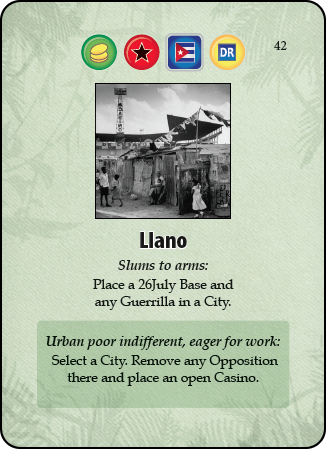 42
DR
Llano
Slums to arms:
Place a 26July Base and
any Guerrilla in a City.
Urban poor indifferent, eager for work:
Select a City. Remove any Opposition
there and place an open Casino.